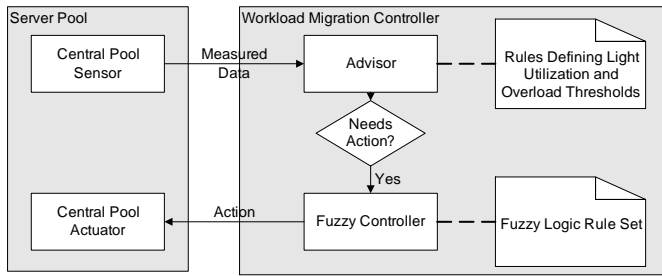 Server Pool
Workload Migration Controller
Central Pool
Sensor
Measured
Data
Advisor
Rules Defining Light
Utilization and
Overload Thresholds
Needs
Action?
Yes
Central Pool
Actuator
Action
Fuzzy Controller
Fuzzy Logic Rule Set